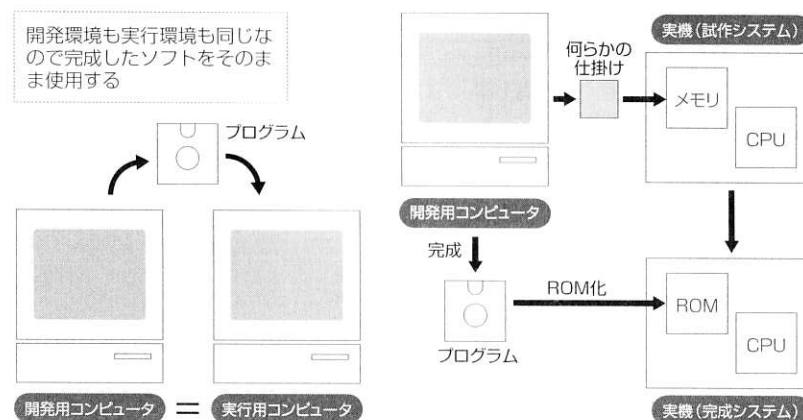 開発環境も実行環境も同じな
ので完成したソフトをそのま
ま使用する
プログラム
開発用コンピュータ
＝
実行用コンピュータ
何らかの
仕掛け
実機（試作システム）
メモリ
CPU
開発用コンピュータ
完成
プログラム
ROM化
ROM
CPU
実機（完成システム）